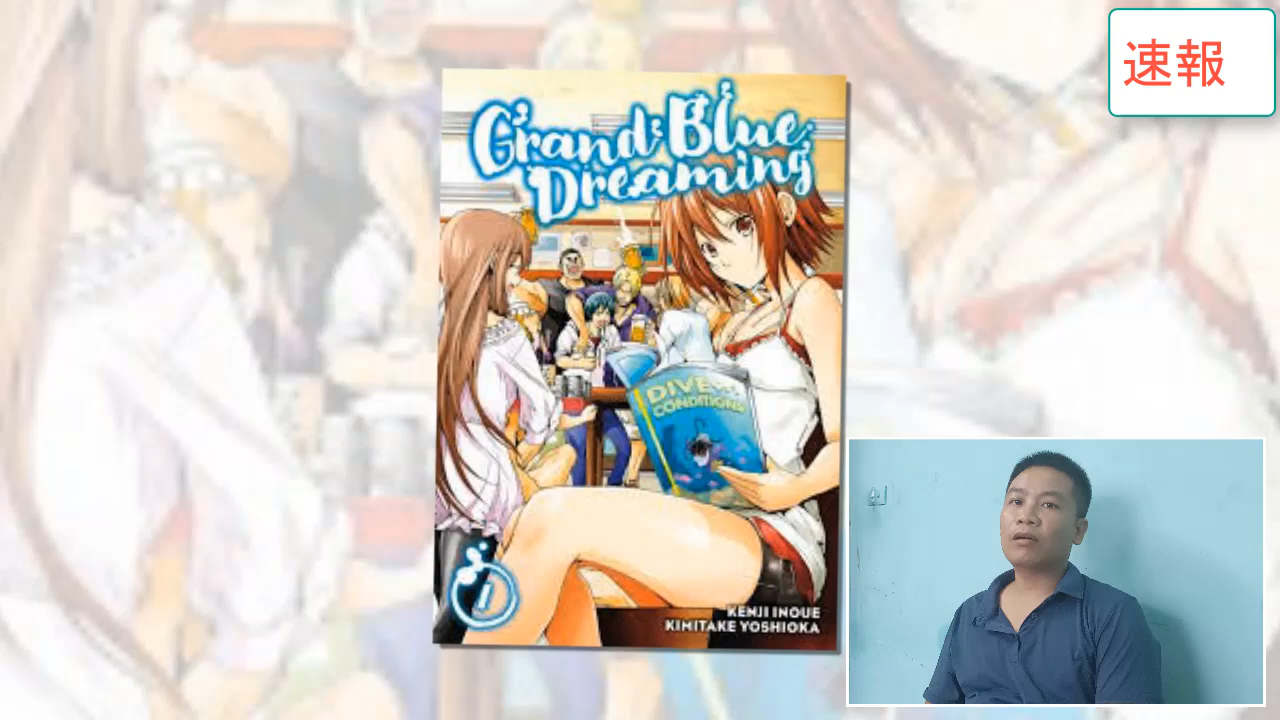 速報
Grand Blue
Dreaming
DIVE
CONDITIONS
1
KENJI INOUE
KIMITAKE YOSHIOKA